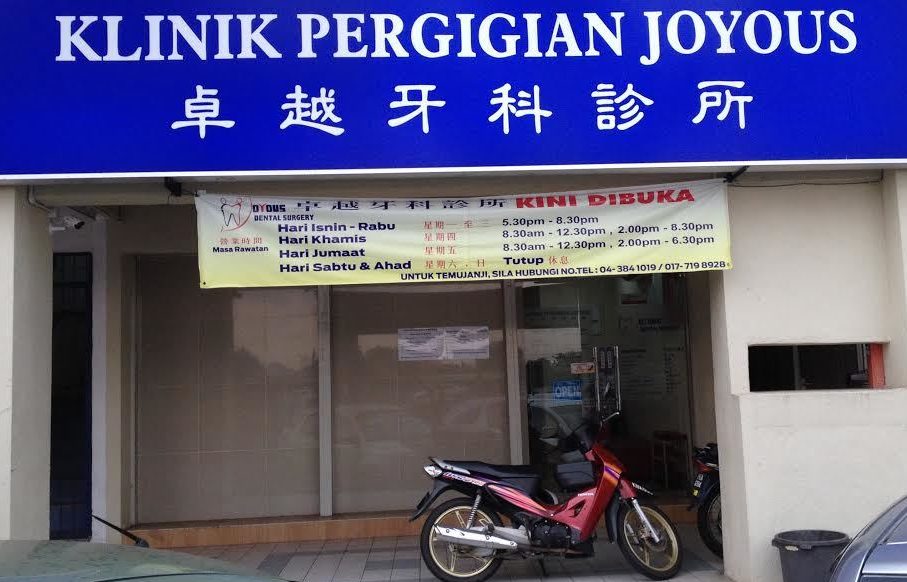 KLINIK PERGIGIAN JOYOUS
卓越牙科診所
JOYOUS 卓越牙科診所 KINI DIBUKA
DENTAL SURGERY
營業時間
Masa Rawatan
Hari Isnin - Rabu 星期一至三 5.30pm - 8.30pm
Hari Khamis 星期四 8.30am - 12.30pm , 2.00pm - 8.30pm
Hari Jumaat 星期五 8.30am - 12.30pm , 2.00pm - 6.30pm
Hari Sabtu & Ahad 星期六 . 日 Tutup 休息
UNTUK TEMUJANJI, SILA HUBUNGI NO.TEL : 04- 384 1019 / 017- 719 8928
OPEN